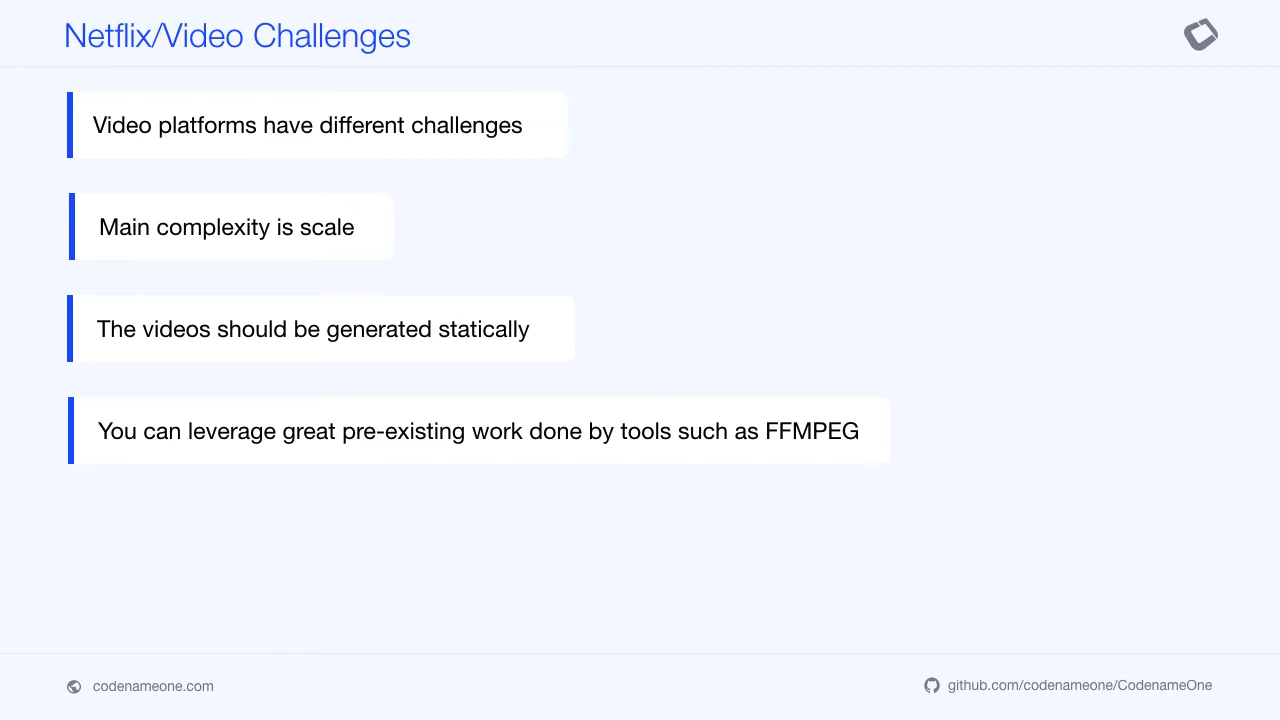 Netflix/Video Challenges
Video platforms have different challenges
Main complexity is scale
The videos should be generated statically
You can leverage great pre-existing work done by tools such as FFMPEG
codenameone.com
github.com/codenameone/CodenameOne